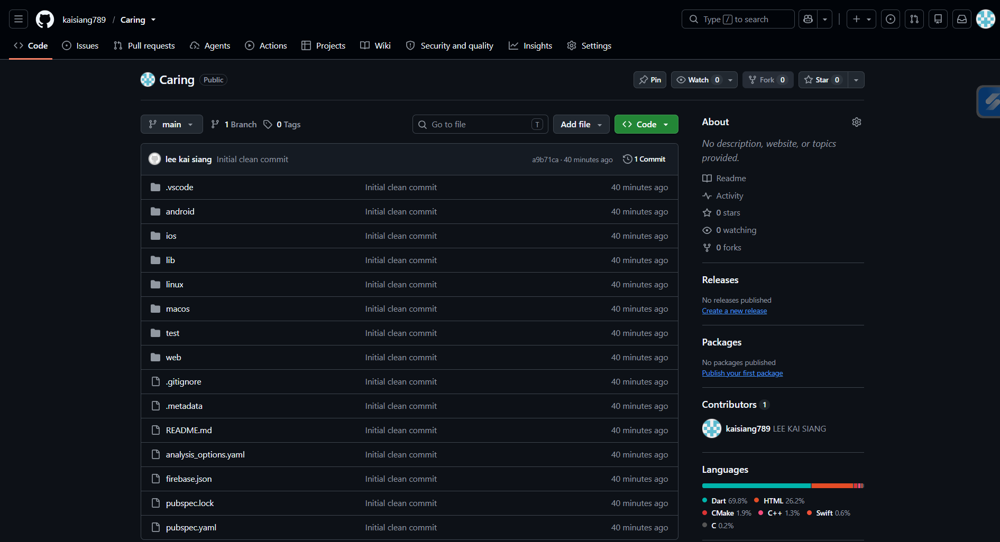 kaisiang789 / Caring
Type / to search
Code
Issues
Pull requests
Agents
Actions
Projects
Wiki
Security and quality
Insights
Settings
Caring Public
Pin
Watch 0
Fork 0
Star 0
main
1 Branch
0 Tags
Go to file T
Add file
Code
lee kai siang Initial clean commit a9b71ca · 40 minutes ago 1 Commit
.vscode Initial clean commit 40 minutes ago
android Initial clean commit 40 minutes ago
ios Initial clean commit 40 minutes ago
lib Initial clean commit 40 minutes ago
linux Initial clean commit 40 minutes ago
macos Initial clean commit 40 minutes ago
test Initial clean commit 40 minutes ago
web Initial clean commit 40 minutes ago
.gitignore Initial clean commit 40 minutes ago
.metadata Initial clean commit 40 minutes ago
README.md Initial clean commit 40 minutes ago
analysis_options.yaml Initial clean commit 40 minutes ago
firebase.json Initial clean commit 40 minutes ago
pubspec.lock Initial clean commit 40 minutes ago
pubspec.yaml Initial clean commit 40 minutes ago
About
No description, website, or topics
provided.
Readme
Activity
0 stars
0 watching
0 forks
Releases
No releases published
Create a new release
Packages
No packages published
Publish your first package
Contributors 1
kaisiang789 LEE KAI SIANG
Languages
Dart 69.8% HTML 26.2%
CMake 1.9% C++ 1.3% Swift 0.6%
C 0.2%